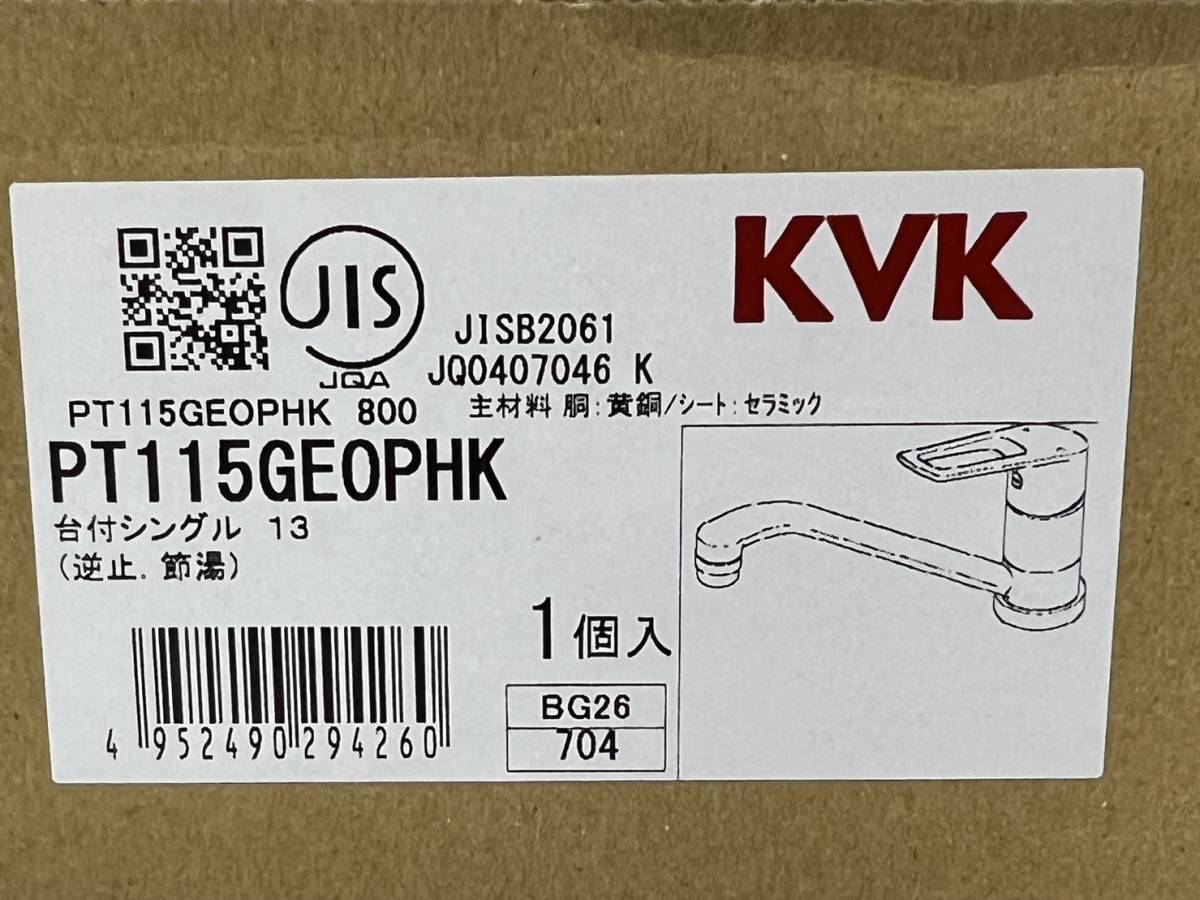 KVK
JIS
JQA
JISB2061
JQ0407046 K
PT115GEOPHK 800
主材料 胴:黄銅/シート:セラミック
PT115GEOPHK
台付シングル 13
(逆止.節湯)
1個入
BG26
704
4 952490 294260